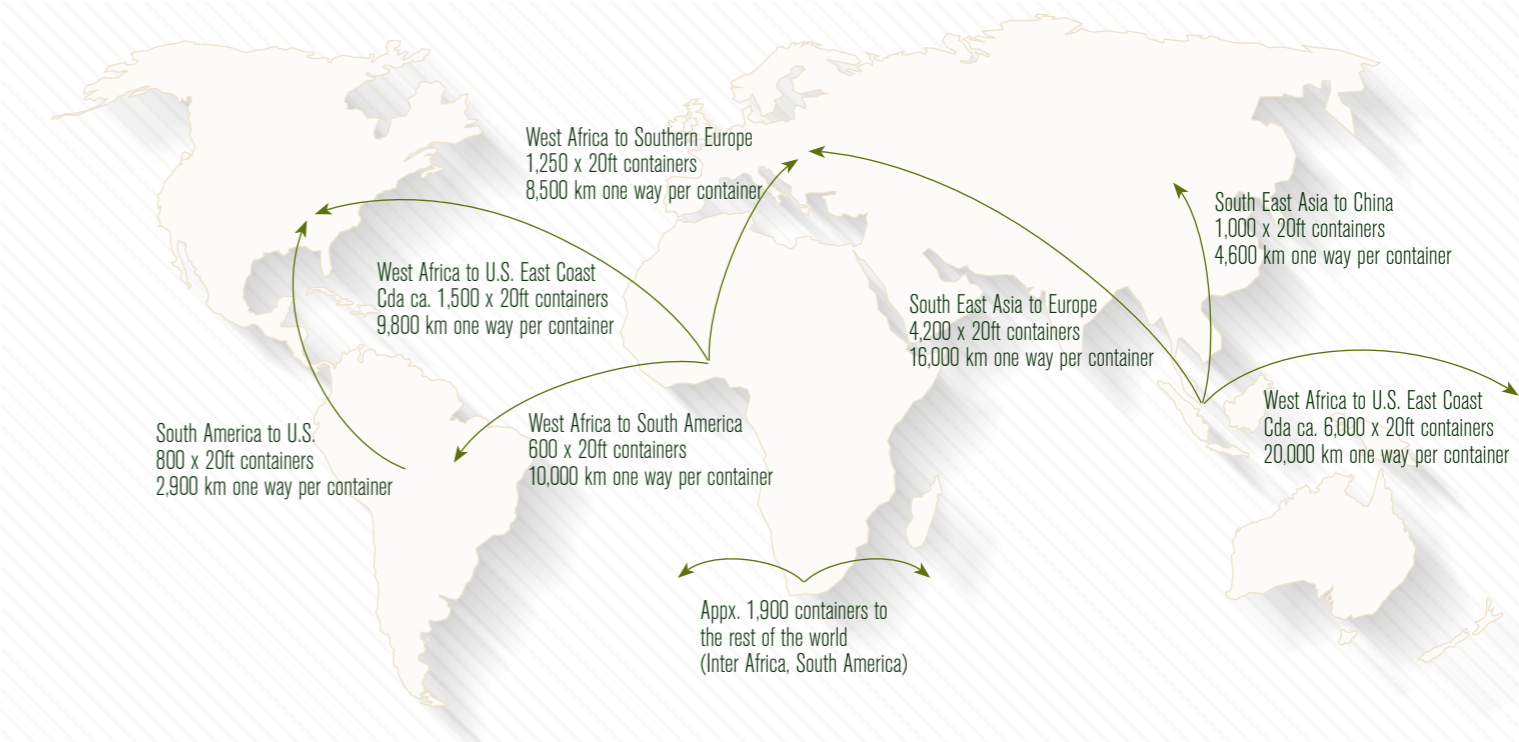 West Africa to Southern Europe
1,250 x 20ft containers
8,500 km one way per container
South East Asia to China
1,000 x 20ft containers
4,600 km one way per container
West Africa to U.S. East Coast
Cda ca. 1,500 x 20ft containers
9,800 km one way per container
South East Asia to Europe
4,200 x 20ft containers
16,000 km one way per container
West Africa to U.S. East Coast
Cda ca. 6,000 x 20ft containers
20,000 km one way per container
West Africa to South America
600 x 20ft containers
10,000 km one way per container
South America to U.S.
800 x 20ft containers
2,900 km one way per container
Appx. 1,900 containers to
the rest of the world
(Inter Africa, South America)